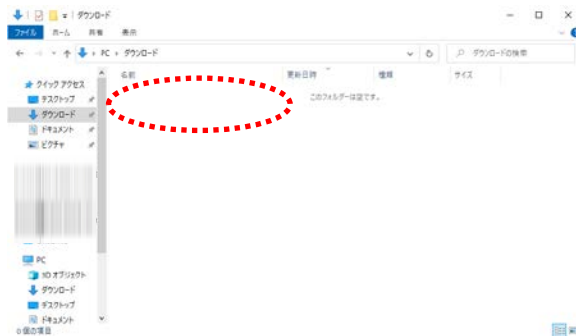 ダウンロード
ファイル ホーム 共有 表示
PC › ダウンロード
ダウンロードの検索
名前 更新日時 種類 サイズ
クイック アクセス
このフォルダーは空です。
デスクトップ
ダウンロード
ドキュメント
ピクチャ
PC
3D オブジェクト
ダウンロード
デスクトップ
ドキュメント
0 個の項目